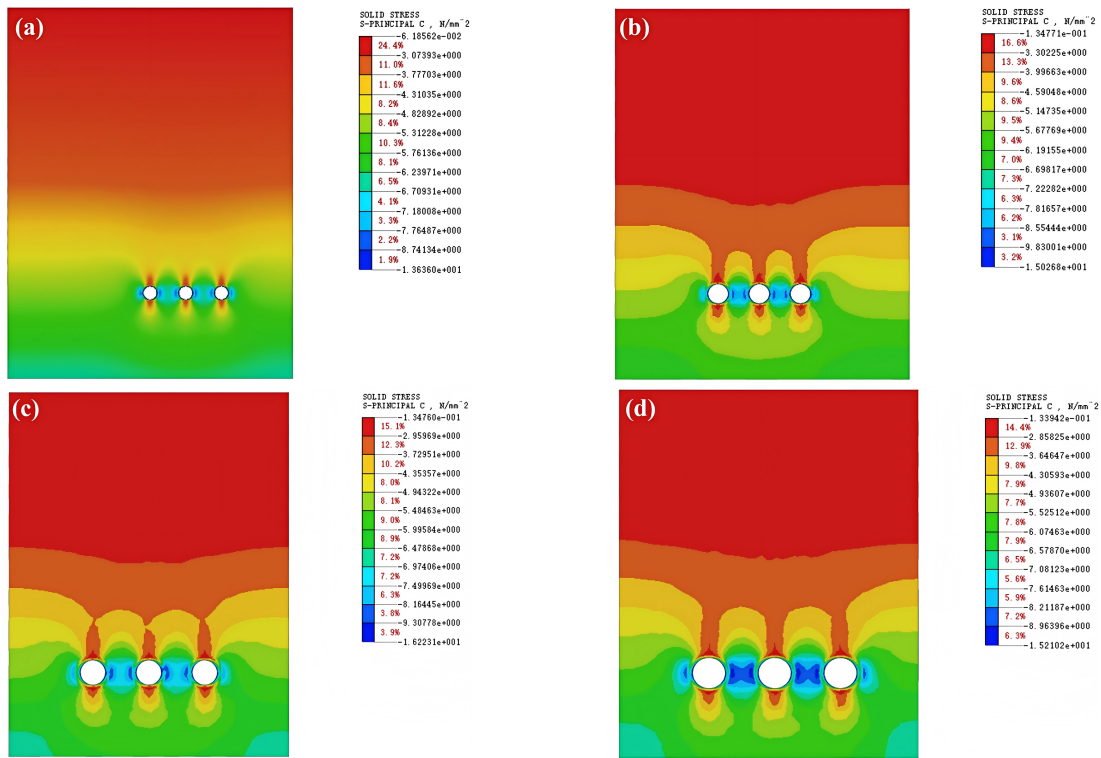 (a)
SOLID STRESS
S-PRINCIPAL C , N/mm^2
-6.18562e-002
24.4%
-3.07393e+000
11.0%
-3.77703e+000
11.6%
-4.31035e+000
8.2%
-4.82892e+000
8.4%
-5.31228e+000
10.3%
-5.76136e+000
8.1%
-6.23971e+000
6.5%
-6.70931e+000
4.1%
-7.18008e+000
3.3%
-7.76487e+000
2.2%
-8.74134e+000
1.9%
-1.36360e+001
(b)
SOLID STRESS
S-PRINCIPAL C , N/mm^2
-1.34771e-001
16.6%
-3.30225e+000
13.3%
-3.99663e+000
9.6%
-4.59048e+000
8.6%
-5.14735e+000
9.5%
-5.67769e+000
9.4%
-6.19155e+000
7.0%
-6.69817e+000
7.3%
-7.22282e+000
6.3%
-7.81657e+000
6.2%
-8.55444e+000
3.1%
-9.83001e+000
3.2%
-1.50268e+001
(c)
SOLID STRESS
S-PRINCIPAL C , N/mm^2
-1.34760e-001
15.1%
-2.95969e+000
12.3%
-3.72951e+000
10.2%
-4.35357e+000
8.0%
-4.94322e+000
8.1%
-5.48463e+000
9.0%
-5.99584e+000
8.9%
-6.47868e+000
7.2%
-6.97406e+000
7.2%
-7.49969e+000
6.3%
-8.16445e+000
3.8%
-9.30778e+000
3.9%
-1.62231e+001
(d)
SOLID STRESS
S-PRINCIPAL C , N/mm^2
-1.33942e-001
14.4%
-2.85825e+000
12.9%
-3.64647e+000
9.8%
-4.30593e+000
7.9%
-4.93607e+000
7.7%
-5.52512e+000
7.8%
-6.07463e+000
7.9%
-6.57870e+000
6.5%
-7.08123e+000
5.6%
-7.61463e+000
5.9%
-8.21187e+000
7.2%
-8.96396e+000
6.3%
-1.52102e+001